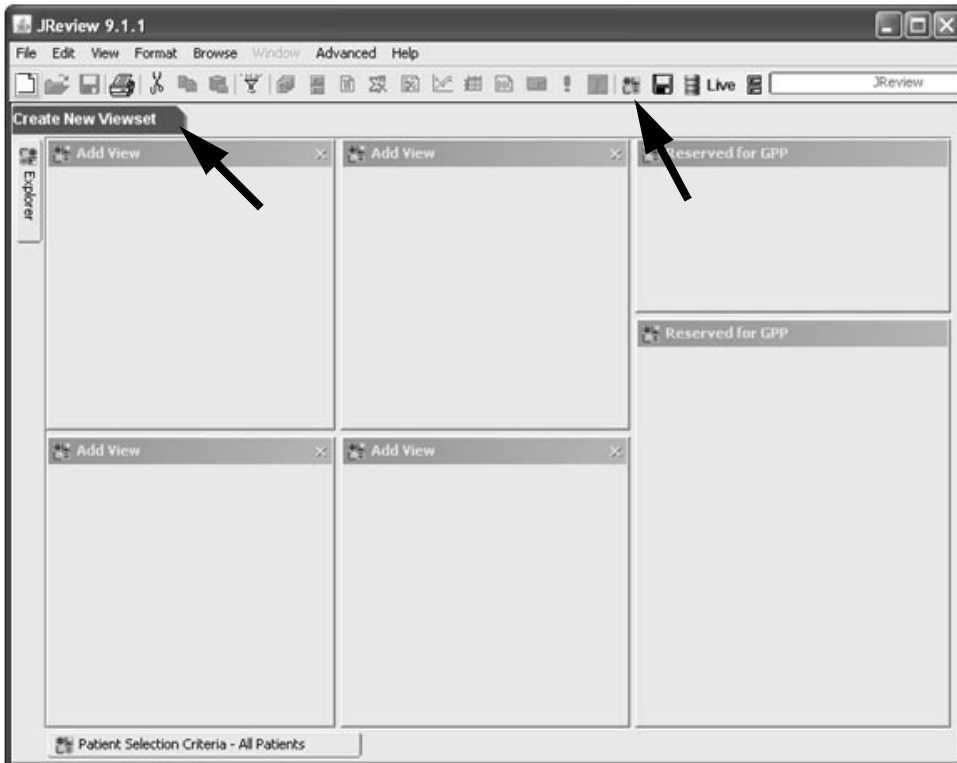 JReview 9.1.1
File Edit View Format Browse Window Advanced Help
Live JReview
Create New Viewset
Explorer
Add View
Add View
Reserved for GPP
Reserved for GPP
Add View
Add View
Patient Selection Criteria - All Patients